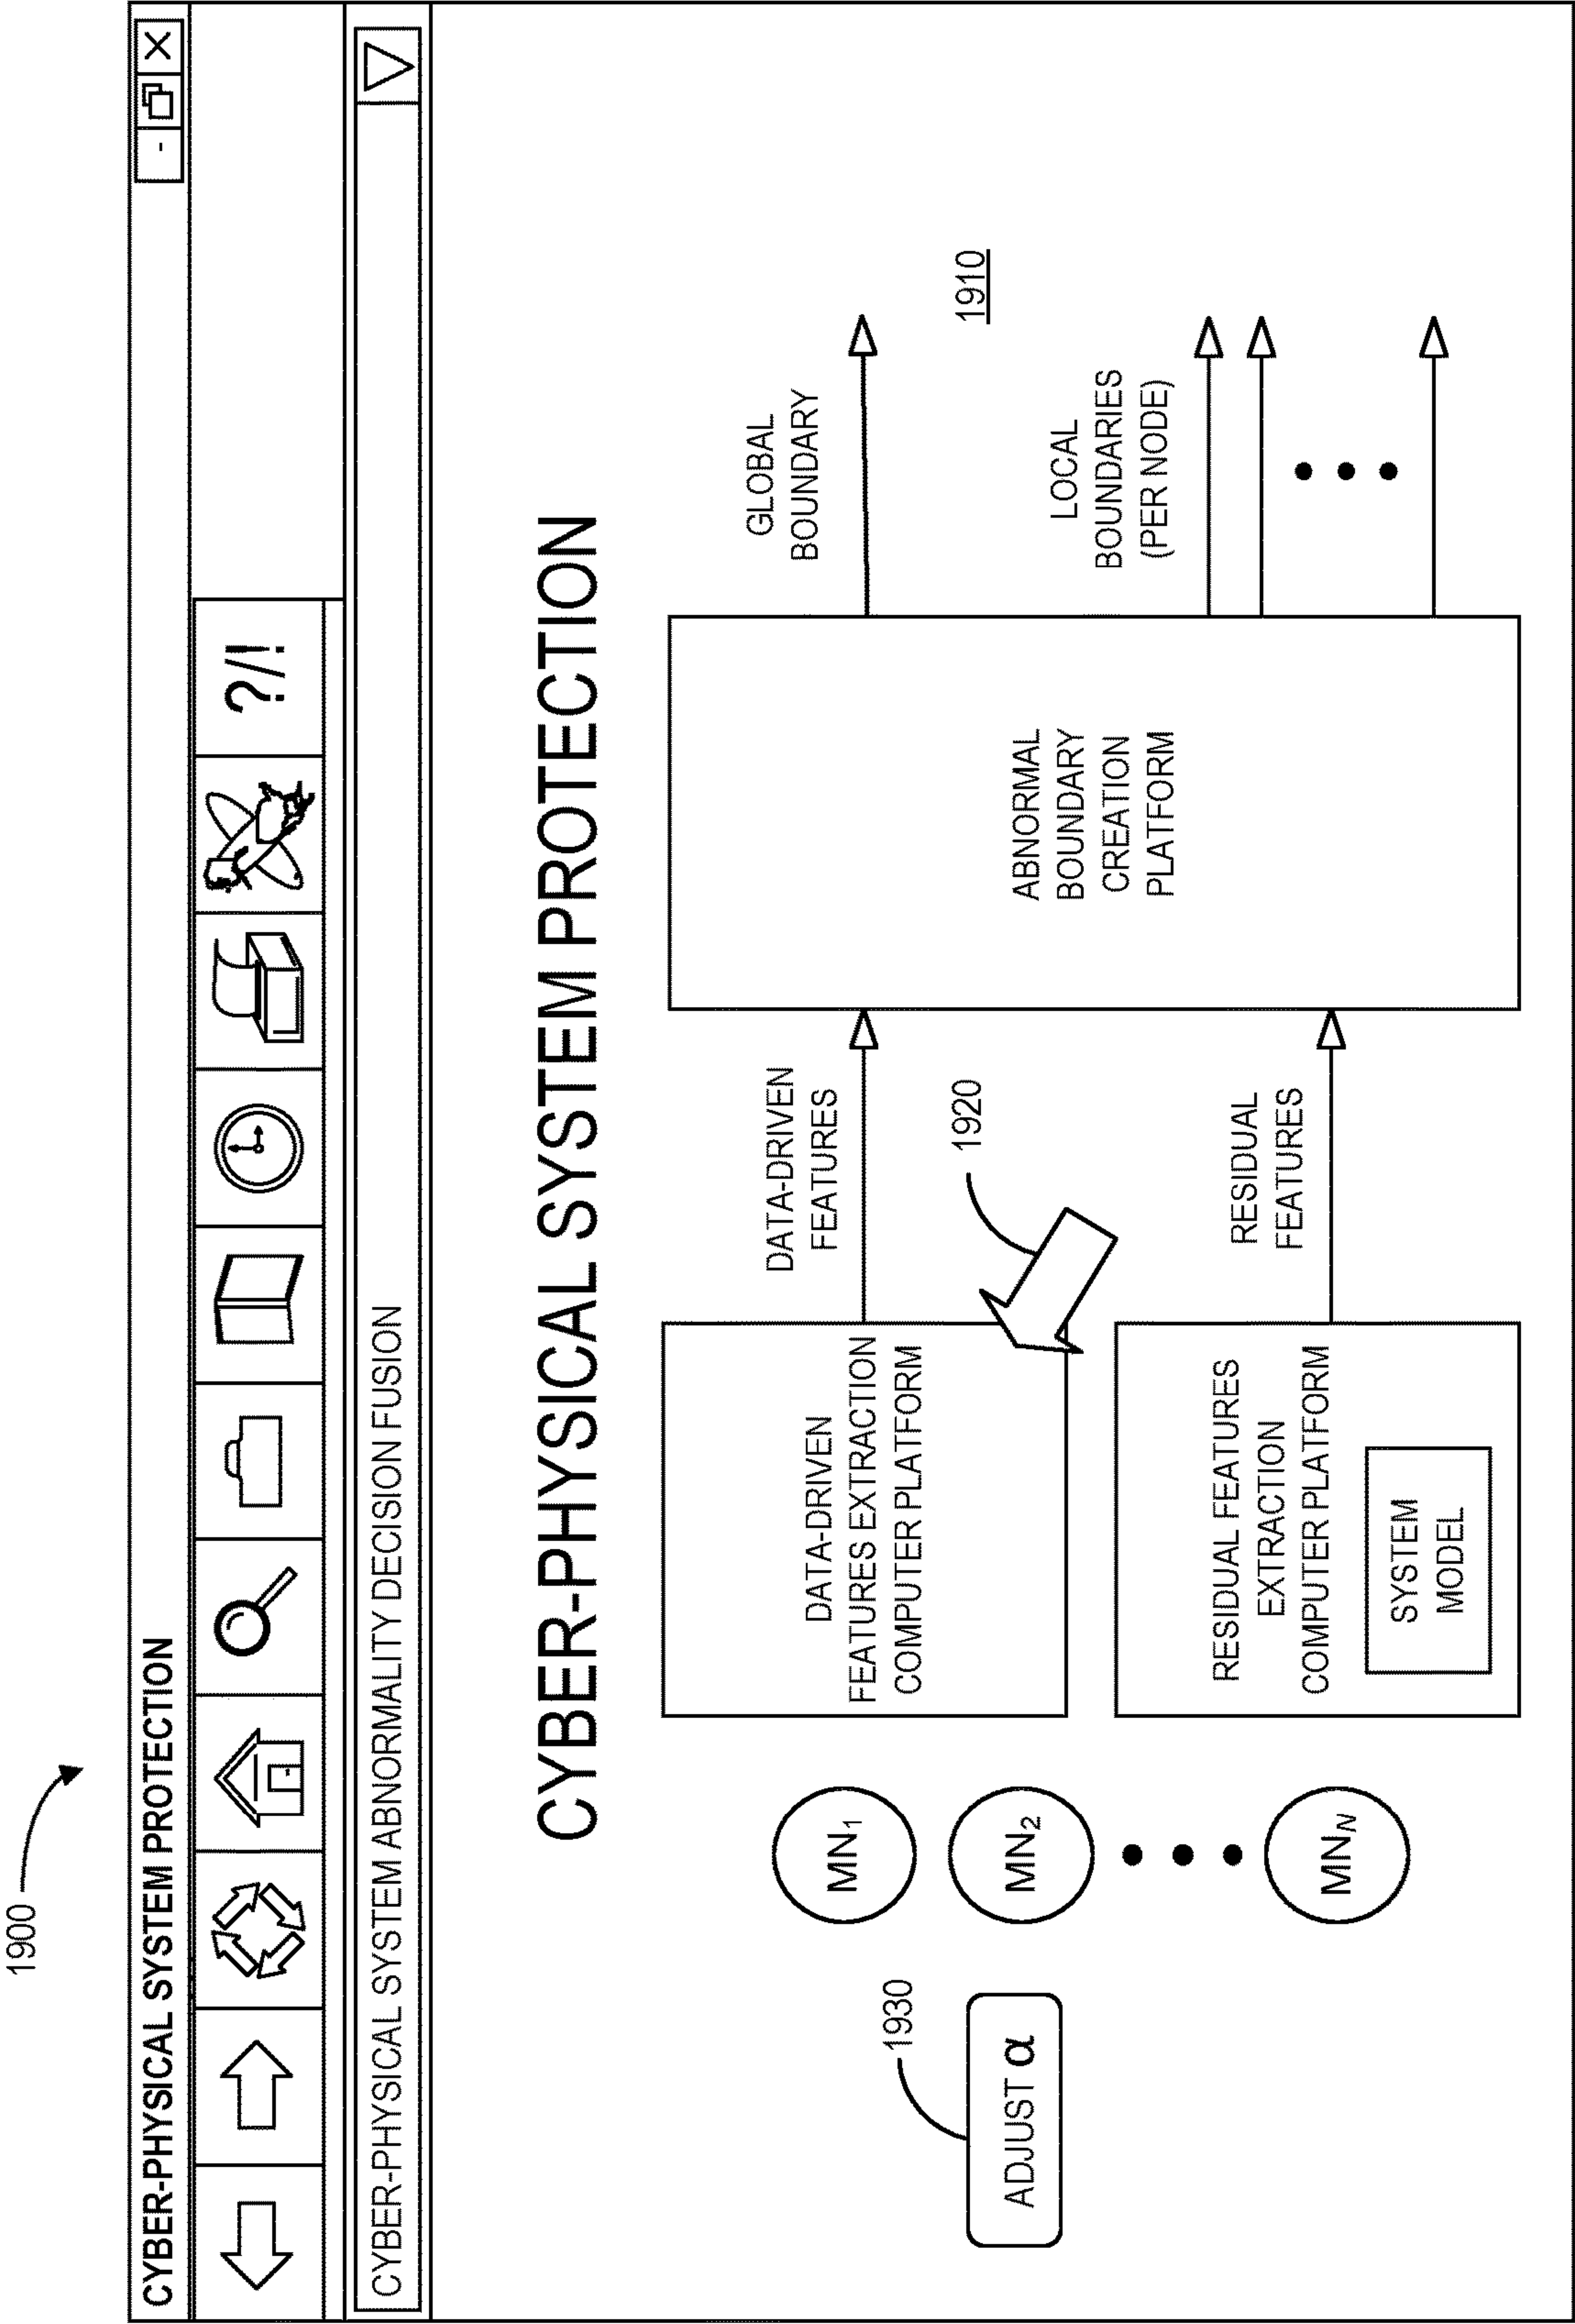 1900
CYBER-PHYSICAL SYSTEM PROTECTION
- X
?/!
CYBER-PHYSICAL SYSTEM ABNORMALITY DECISION FUSION
CYBER-PHYSICAL SYSTEM PROTECTION
1930
ADJUST α
MN1
MN2
MNN
DATA-DRIVEN
FEATURES EXTRACTION
COMPUTER PLATFORM
RESIDUAL FEATURES
EXTRACTION
COMPUTER PLATFORM
SYSTEM
MODEL
DATA-DRIVEN
FEATURES
1920
RESIDUAL
FEATURES
ABNORMAL
BOUNDARY
CREATION
PLATFORM
GLOBAL
BOUNDARY
1910
LOCAL
BOUNDARIES
(PER NODE)